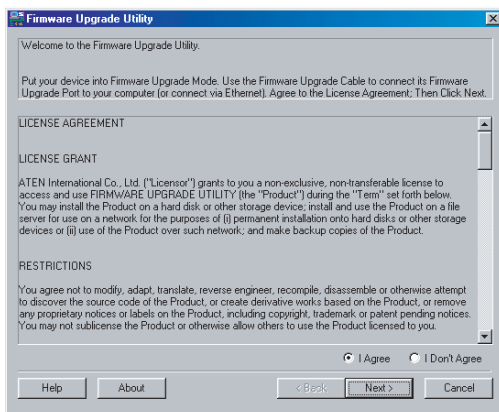 Firmware Upgrade Utility
Welcome to the Firmware Upgrade Utility.
Put your device into Firmware Upgrade Mode. Use the Firmware Upgrade Cable to connect its Firmware
Upgrade Port to your computer (or connect via Ethernet). Agree to the License Agreement; Then Click Next.
LICENSE AGREEMENT
LICENSE GRANT
ATEN International Co., Ltd. ("Licensor") grants to you a non-exclusive, non-transferable license to
access and use FIRMWARE UPGRADE UTILITY (the "Product") during the "Term" set forth below.
You may install the Product on a hard disk or other storage device; install and use the Product on a file
server for use on a network for the purposes of (i) permanent installation onto hard disks or other storage
devices or (ii) use of the Product over such network; and make backup copies of the Product.
RESTRICTIONS
You agree not to modify, adapt, translate, reverse engineer, recompile, disassemble or otherwise attempt
to discover the source code of the Product, or create derivative works based on the Product, or remove
any proprietary notices or labels on the Product, including copyright, trademark or patent pending notices.
You may not sublicense the Product or otherwise allow others to use the Product licensed to you.
I Agree I Don't Agree
Help About < Back Next > Cancel